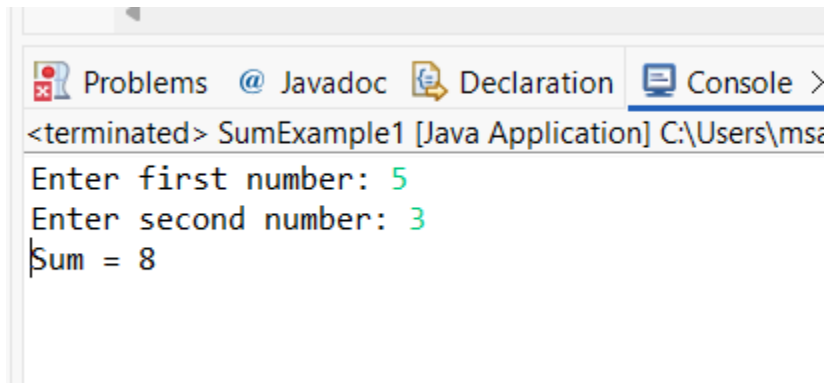 Problems @ Javadoc Declaration Console
<terminated> SumExample1 [Java Application] C:\Users\msa
Enter first number: 5
Enter second number: 3
Sum = 8